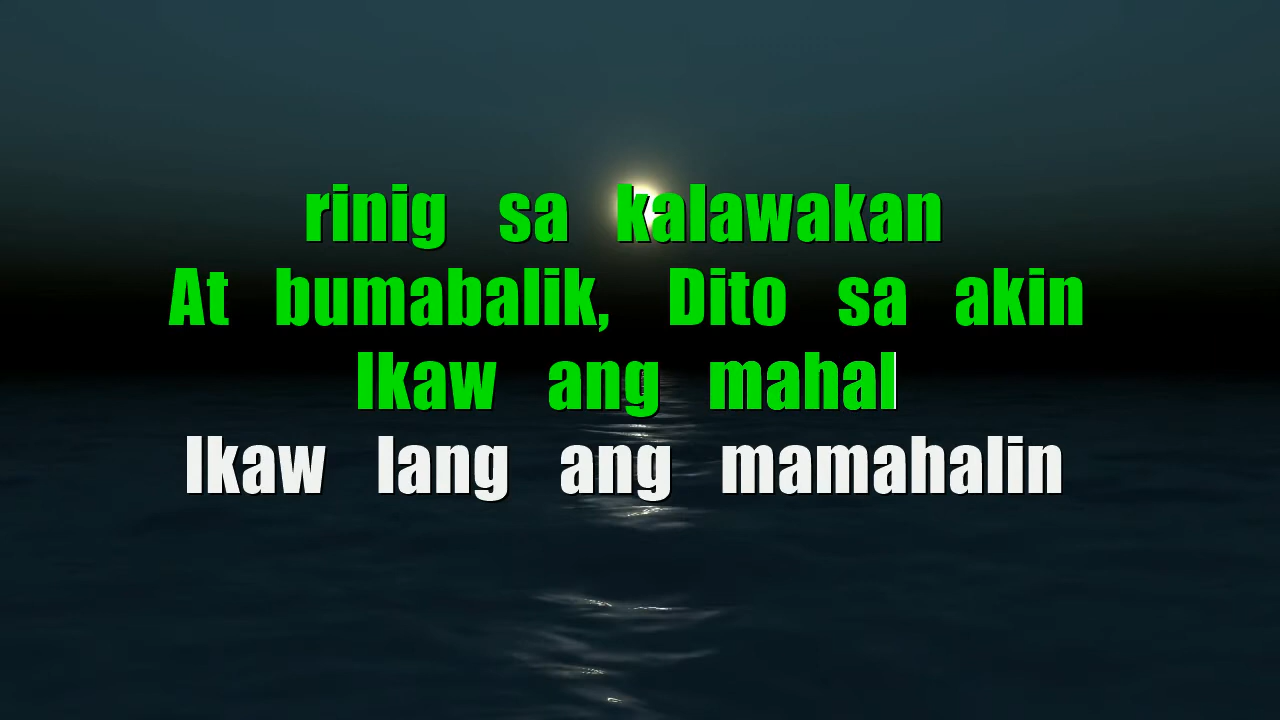 rinig sa kalawakan
At bumabalik, Dito sa akin
Ikaw ang mahal
Ikaw lang ang mamahalin